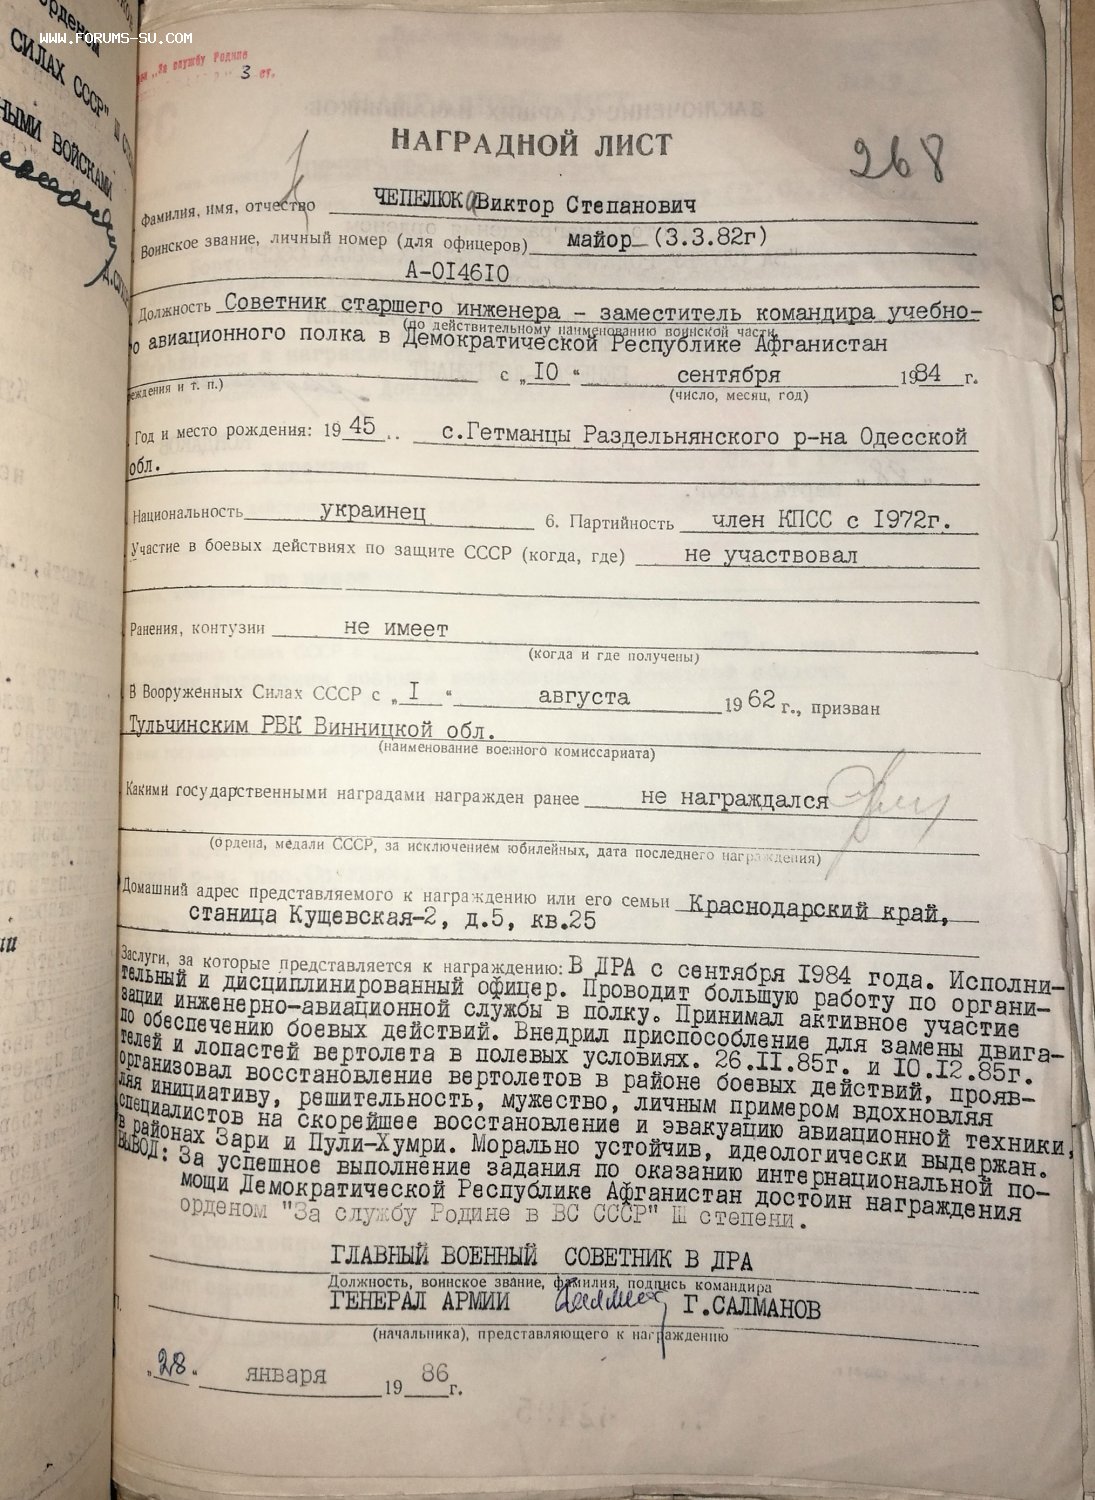 WWW.FORUMS-SU.COM
орденом
СИЛАХ СССР" III
НЫМИ ВОЙСКАМИ
"За службу Родине
3 ст.
НАГРАДНОЙ ЛИСТ
268
Фамилия, имя, отчество ЧЕПЕЛЮК Виктор Степанович
Воинское звание, личный номер (для офицеров) майор (3.3.82г)
А-014610
Должность Советник старшего инженера - заместитель командира учебно-
(по действительному наименованию воинской части,
го авиационного полка в Демократической Республике Афганистан
с „10" сентября 1984 г.
реждения и т. п.) (число, месяц, год)
Год и место рождения: 1945 .. с.Гетманцы Раздельнянского р-на Одесской
обл.
Национальность украинец 6. Партийность член КПСС с 1972г.
Участие в боевых действиях по защите СССР (когда, где) не участвовал
Ранения, контузии не имеет
(когда и где получены)
В Вооруженных Силах СССР с „1" августа 1962 г., призван
Тульчинским РВК Винницкой обл.
(наименование военного комиссариата)
Какими государственными наградами награжден ранее не награждался
(ордена, медали СССР, за исключением юбилейных, дата последнего награждения)
Домашний адрес представляемого к награждению или его семьи Краснодарский край,
станица Кущевская-2, д.5, кв.25
Заслуги, за которые представляется к награждению: В ДРА с сентября 1984 года. Исполни-
тельный и дисциплинированный офицер. Проводит большую работу по органи-
зации инженерно-авиационной службы в полку. Принимал активное участие
по обеспечению боевых действий. Внедрил приспособление для замены двига-
телей и лопастей вертолета в полевых условиях. 26.11.85г. и 10.12.85г.
организовал восстановление вертолетов в районе боевых действий, прояв-
ляя инициативу, решительность, мужество, личным примером вдохновляя
специалистов на скорейшее восстановление и эвакуацию авиационной техники,
в районах Зари и Пули-Хумри. Морально устойчив, идеологически выдержан.
ВЫВОД: За успешное выполнение задания по оказанию интернациональной по-
мощи Демократической Республике Афганистан достоин награждения
орденом "За службу Родине в ВС СССР" III степени.
ГЛАВНЫЙ ВОЕННЫЙ СОВЕТНИК В ДРА
Должность, воинское звание, фамилия, подпись командира
ГЕНЕРАЛ АРМИИ Г.САЛМАНОВ
(начальника), представляющего к награждению
„28" января 1986 г.